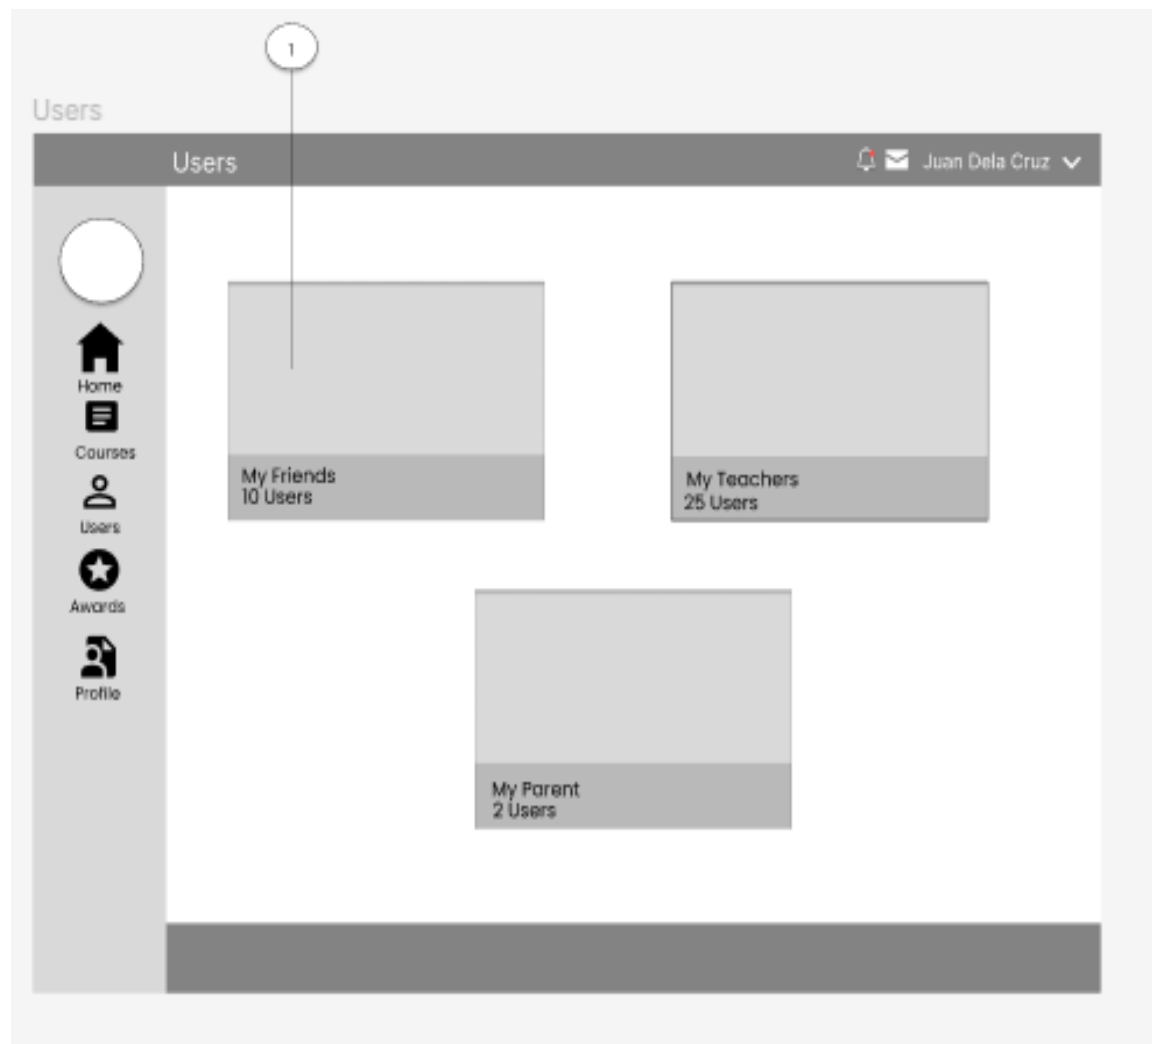 1
Users
Users
Juan Dela Cruz
Home
Courses
Users
Awards
Profile
My Friends
10 Users
My Teachers
25 Users
My Parent
2 Users